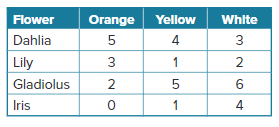 Flower Orange Yellow White
Dahlia 5 4 3
Lily 3 1 2
Gladiolus 2 5 6
Iris 0 1 4